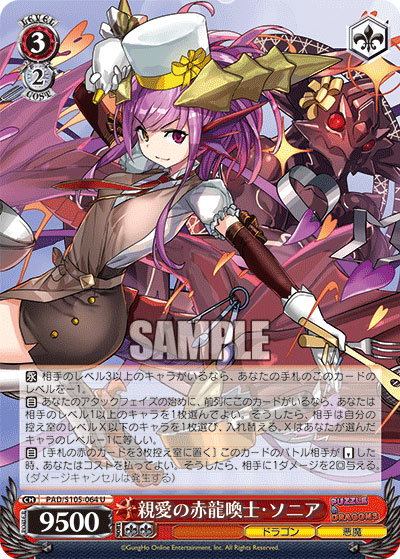 LEVEL
3
2
COST
SAMPLE
永 相手のレベル3以上のキャラがいるなら、あなたの手札のこのカードの
レベルを－1。
自 あなたのアタックフェイズの始めに、前列にこのカードがいるなら、あなたは
相手のレベル1以上のキャラを1枚選んでよい。そうしたら、相手は自分の
控え室のレベルX以下のキャラを1枚選び、入れ替える。Xはあなたが選んだ
キャラのレベル－1に等しい。
自 [手札の赤のカードを3枚控え室に置く] このカードのバトル相手が
した
時、あなたはコストを払ってよい。そうしたら、相手に1ダメージを2回与える。
(ダメージキャンセルは発生する)
CH PAD/S105-064 U
POWER
9500
親愛の赤龍喚士・ソニア
PUZZLE
&
DRAGONS
ドラゴン
悪魔
©GungHo Online Entertainment, Inc. All Rights Reserved.